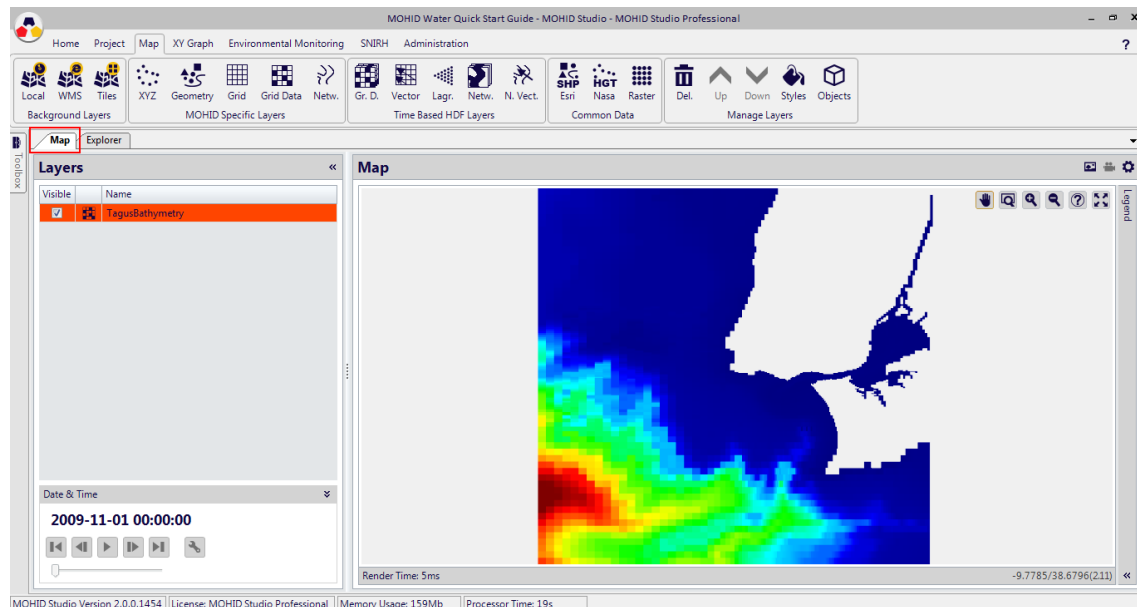 MOHID Water Quick Start Guide - MOHID Studio - MOHID Studio Professional
Home Project Map XY Graph Environmental Monitoring SNIRH Administration ?
Local WMS Tiles XYZ Geometry Grid Grid Data Netw. Gr. D. Vector Lagr. Netw. N. Vect. SHP Esri HGT Nasa Raster Del. Up Down Styles Objects
Background Layers MOHID Specific Layers Time Based HDF Layers Common Data Manage Layers
Toolbox
Map Explorer
Layers «
Map
Visible Name
TagusBathymetry
Legend
Date & Time
2009-11-01 00:00:00
Render Time: 5ms -9.7785/38.6796(2.11) «
MOHID Studio Version 2.0.0.1454 License: MOHID Studio Professional Memory Usage: 159Mb Processor Time: 19s